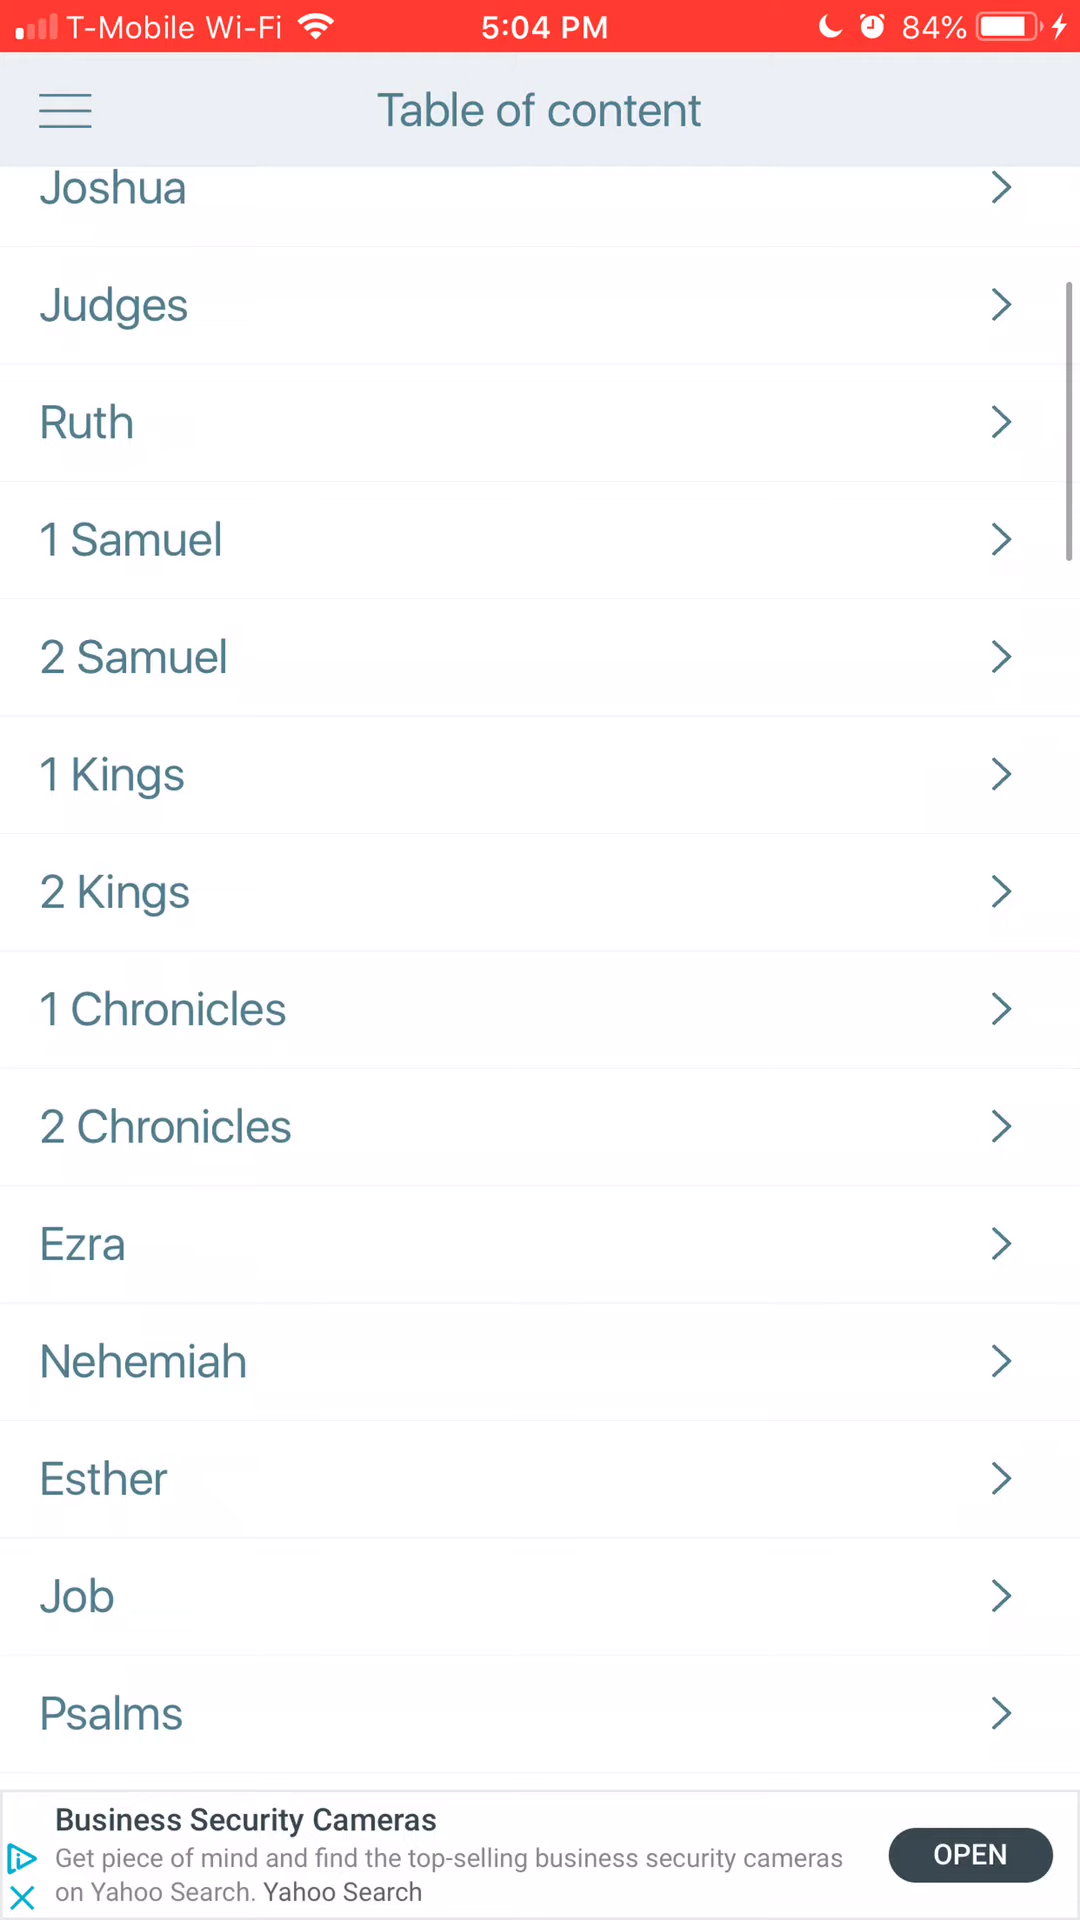 T-Mobile Wi-Fi 5:04 PM 84%
Table of content
Joshua
Judges
Ruth
1 Samuel
2 Samuel
1 Kings
2 Kings
1 Chronicles
2 Chronicles
Ezra
Nehemiah
Esther
Job
Psalms
Business Security Cameras
Get piece of mind and find the top-selling business security cameras
on Yahoo Search. Yahoo Search
OPEN